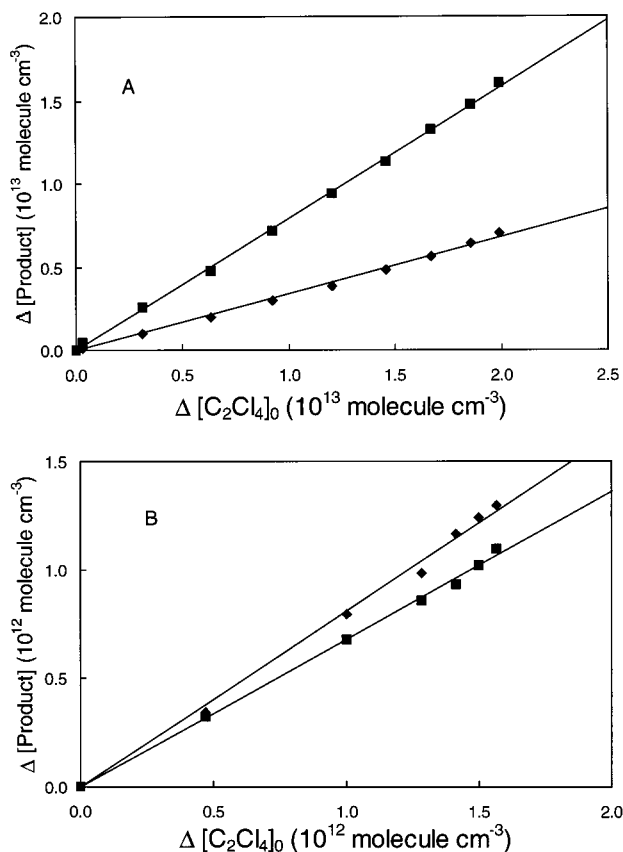 2.0
A
1.5
1.0
0.5
0.0
Δ [Product] (10¹³ molecule cm⁻³)
0.0 0.5 1.0 1.5 2.0 2.5
Δ [C₂Cl₄]₀ (10¹³ molecule cm⁻³)
1.5
B
1.0
0.5
0.0
Δ [Product] (10¹² molecule cm⁻³)
0.0 0.5 1.0 1.5 2.0
Δ [C₂Cl₄]₀ (10¹² molecule cm⁻³)